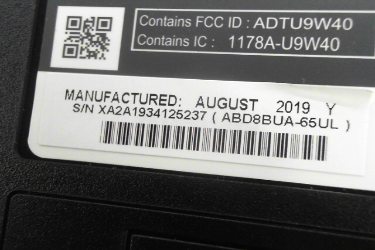 Contains FCC ID : ADTU9W40
Contains IC : 1178A-U9W40
MANUFACTURED: AUGUST 2019 Y
S/N XA2A1934125237 ( ABD8BUA-65UL )